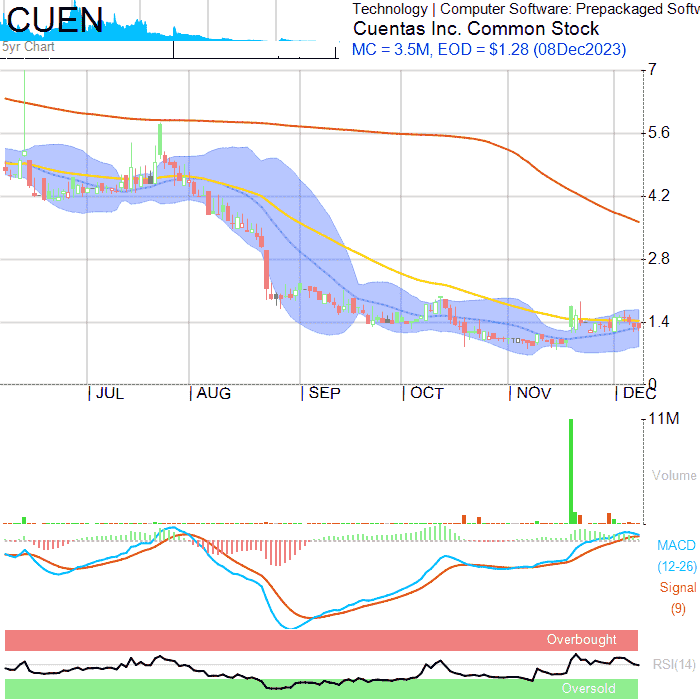 CUEN
Technology | Computer Software: Prepackaged Softw
Cuentas Inc. Common Stock
5yr Chart
MC = 3.5M, EOD = $1.28 (08Dec2023)
7
5.6
4.2
2.8
1.4
0
JUL AUG SEP OCT NOV DEC
11M
Volume
MACD
(12-26)
Signal
(9)
Overbought
RSI(14)
Oversold